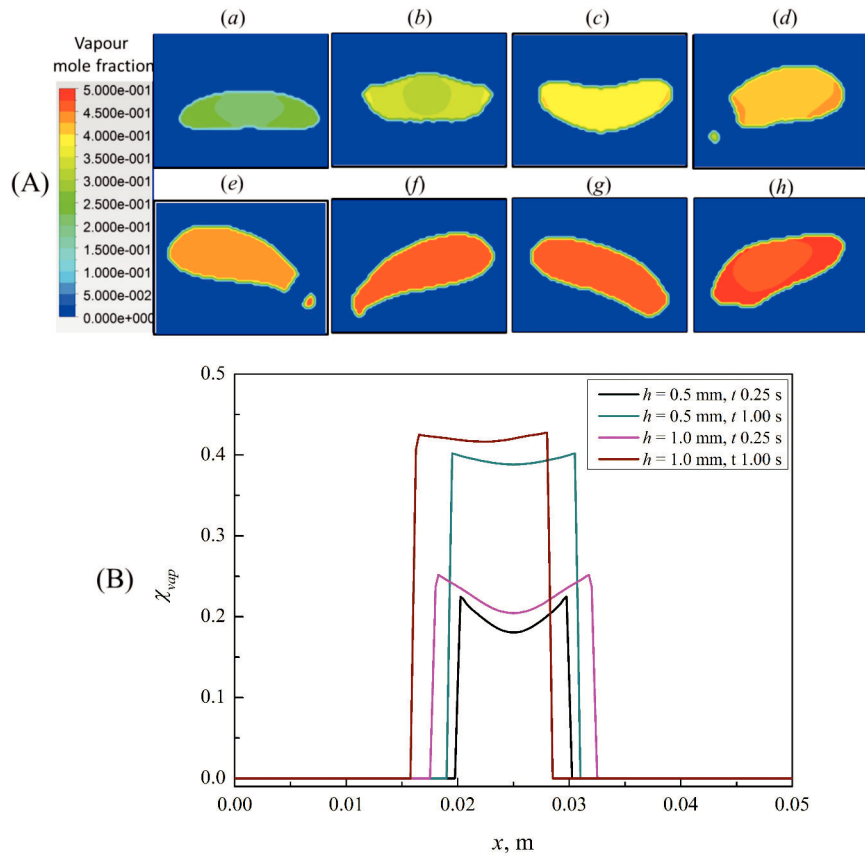 (a) (b) (c) (d)
Vapour
mole fraction
5.000e-001
4.500e-001
4.000e-001
3.500e-001
3.000e-001
2.500e-001
2.000e-001
1.000e-001
1.000e-001
5.000e-002
0.000e+000
(A)
(e) (f) (g) (h)
0.5
h = 0.5 mm, t 0.25 s
h = 0.5 mm, t 1.00 s
h = 1.0 mm, t 0.25 s
h = 1.0 mm, t 1.00 s
0.4
0.3
(B)
χvap
0.2
0.1
0.0
0.00 0.01 0.02 0.03 0.04 0.05
x, m